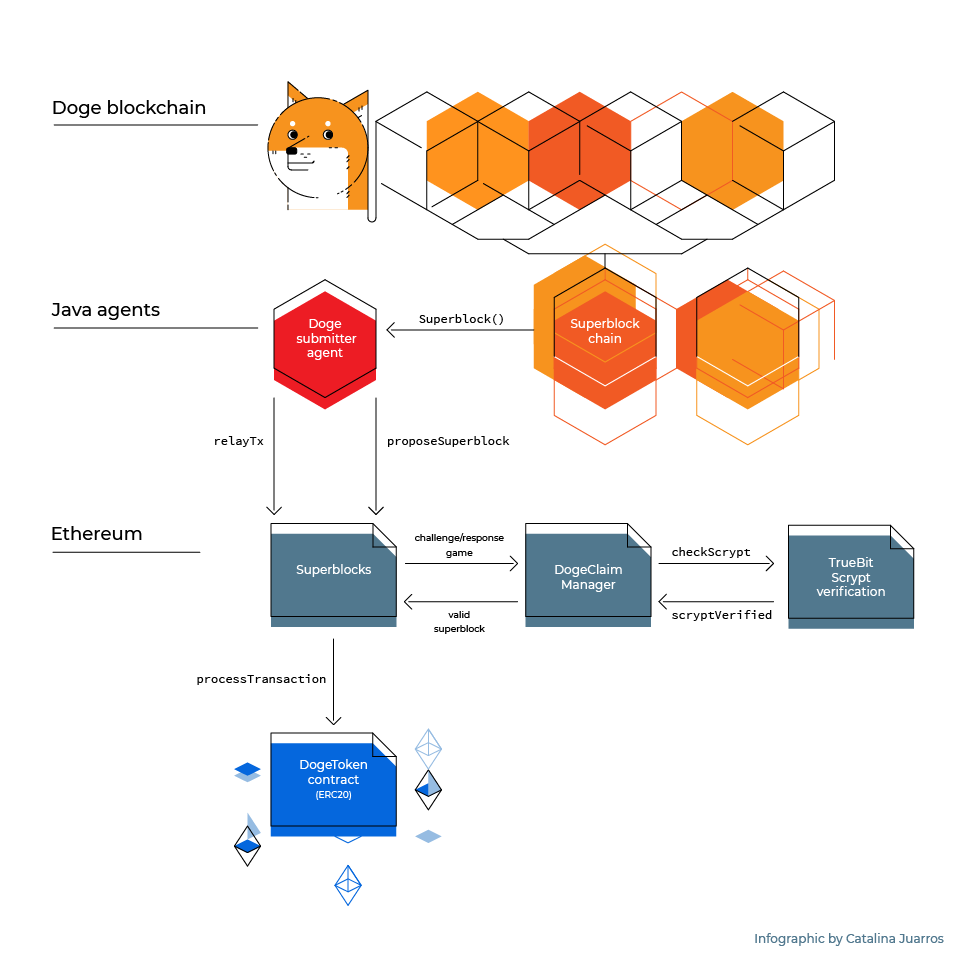 Doge blockchain
Java agents
Doge
submitter
agent
Superblock()
Superblock
chain
relayTx
proposeSuperblock
Ethereum
Superblocks
challenge/response
game
valid
superblock
DogeClaim
Manager
checkScrypt
scryptVerified
TrueBit
Scrypt
verification
processTransaction
DogeToken
contract
(ERC20)
Infographic by Catalina Juarros